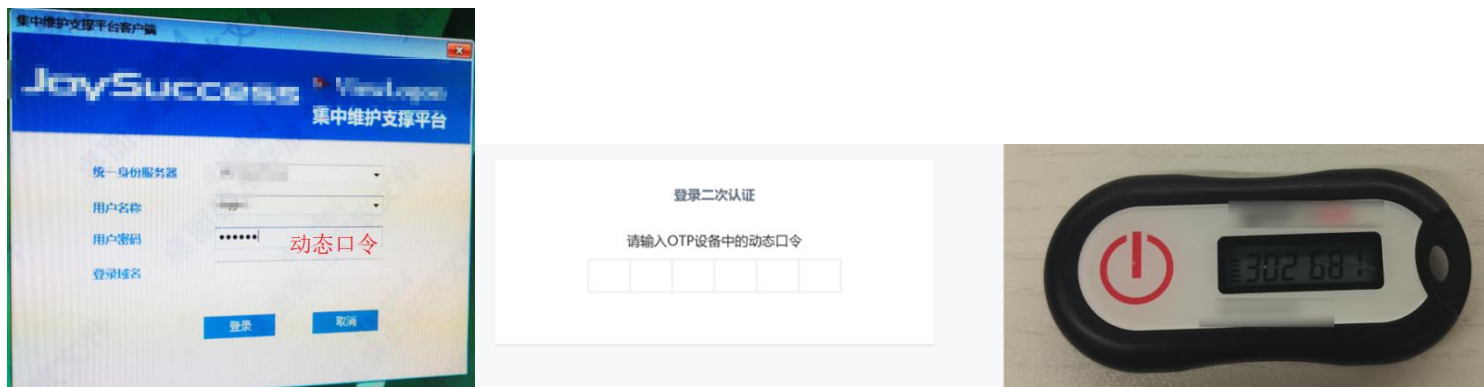 集中维护支撑平台客户端
JoySuccess
集中维护支撑平台
统一身份服务器
用户名称
用户密码
动态口令
登录域名
登录
取消
登录二次认证
请输入OTP设备中的动态口令
302 681